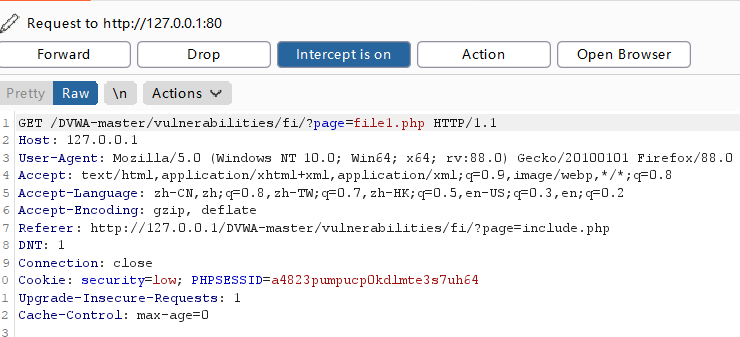 Request to http://127.0.0.1:80
Forward Drop Intercept is on Action Open Browser
Pretty Raw \n Actions
1 GET /DVWA-master/vulnerabilities/fi/?page=file1.php HTTP/1.1
2 Host: 127.0.0.1
3 User-Agent: Mozilla/5.0 (Windows NT 10.0; Win64; x64; rv:88.0) Gecko/20100101 Firefox/88.0
4 Accept: text/html,application/xhtml+xml,application/xml;q=0.9,image/webp,*/*;q=0.8
5 Accept-Language: zh-CN,zh;q=0.8,zh-TW;q=0.7,zh-HK;q=0.5,en-US;q=0.3,en;q=0.2
6 Accept-Encoding: gzip, deflate
7 Referer: http://127.0.0.1/DVWA-master/vulnerabilities/fi/?page=include.php
8 DNT: 1
9 Connection: close
0 Cookie: security=low; PHPSESSID=a4823pumpucp0kdlmte3s7uh64
1 Upgrade-Insecure-Requests: 1
2 Cache-Control: max-age=0
3